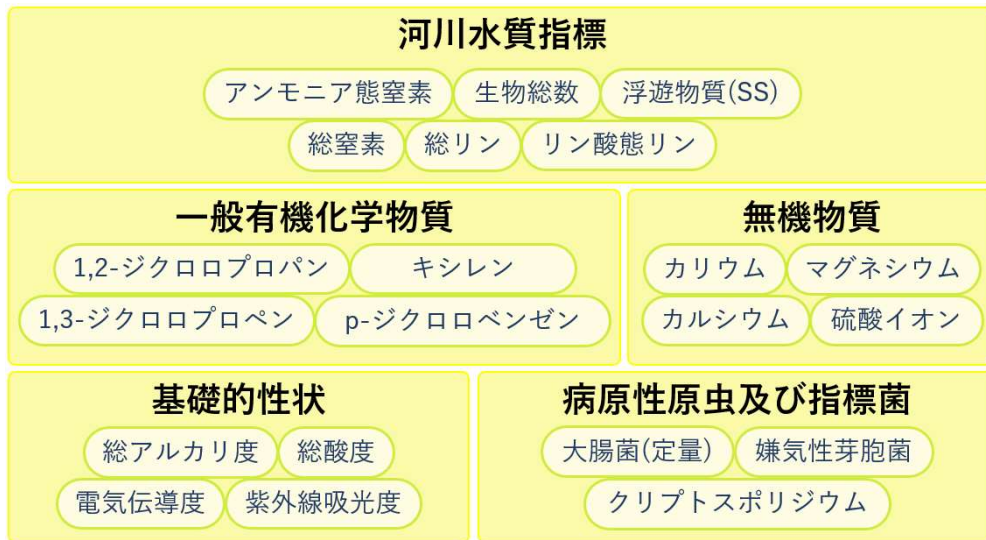 河川水質指標
アンモニア態窒素 生物総数 浮遊物質(SS)
総窒素 総リン リン酸態リン
一般有機化学物質
1,2-ジクロロプロパン キシレン
1,3-ジクロロプロペン p-ジクロロベンゼン
無機物質
カリウム マグネシウム
カルシウム 硫酸イオン
基礎的性状
総アルカリ度 総酸度
電気伝導度 紫外線吸光度
病原性原虫及び指標菌
大腸菌(定量) 嫌気性芽胞菌
クリプトスポリジウム